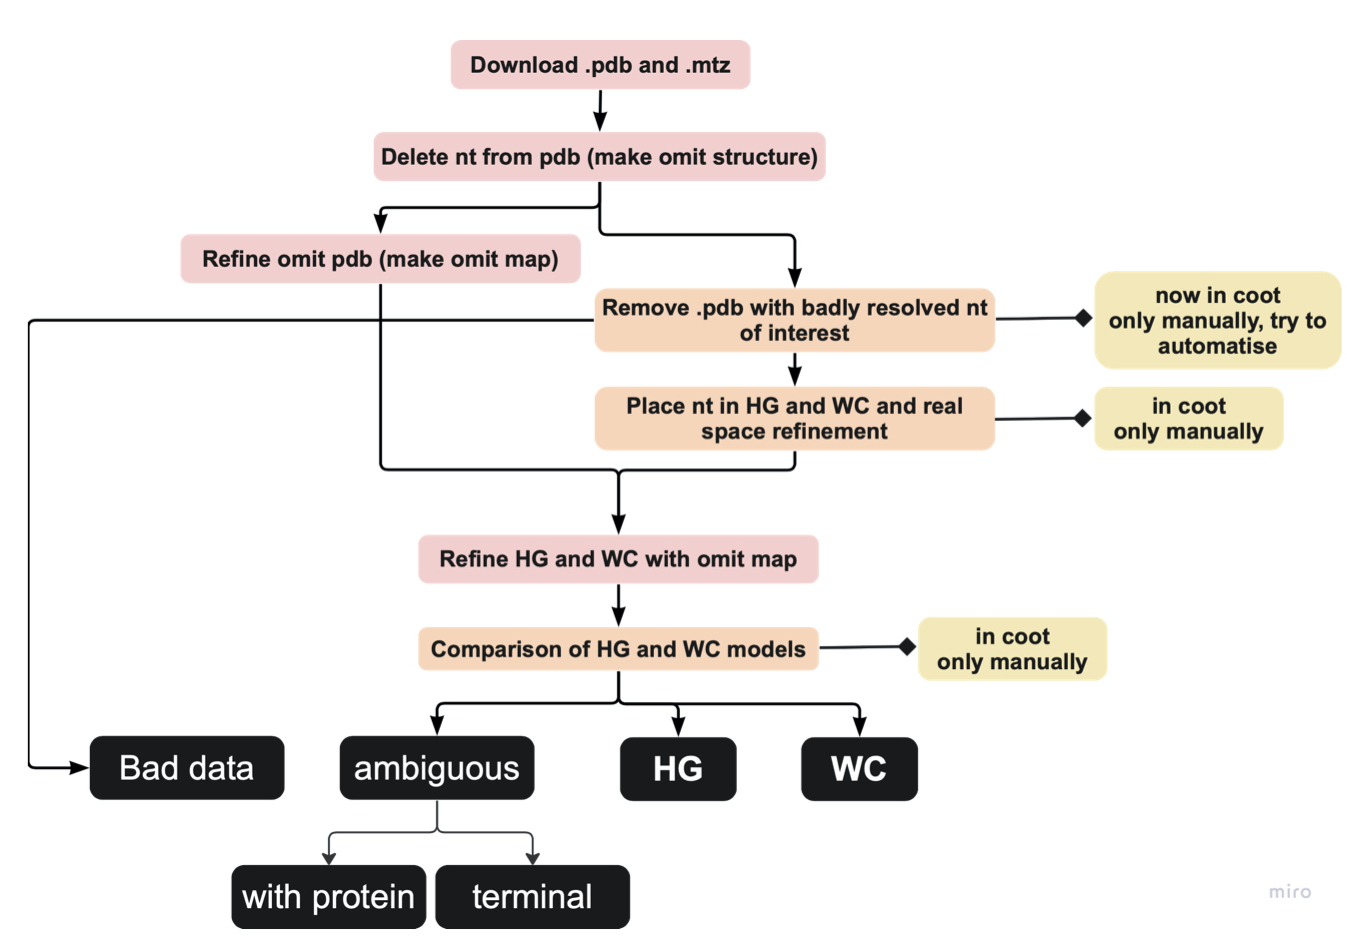 Download .pdb and .mtz
Delete nt from pdb (make omit structure)
Refine omit pdb (make omit map)
Remove .pdb with badly resolved nt
of interest
now in coot
only manually, try to
automatise
Place nt in HG and WC and real
space refinement
in coot
only manually
Refine HG and WC with omit map
Comparison of HG and WC models
in coot
only manually
Bad data
ambiguous
HG
WC
with protein
terminal
miro